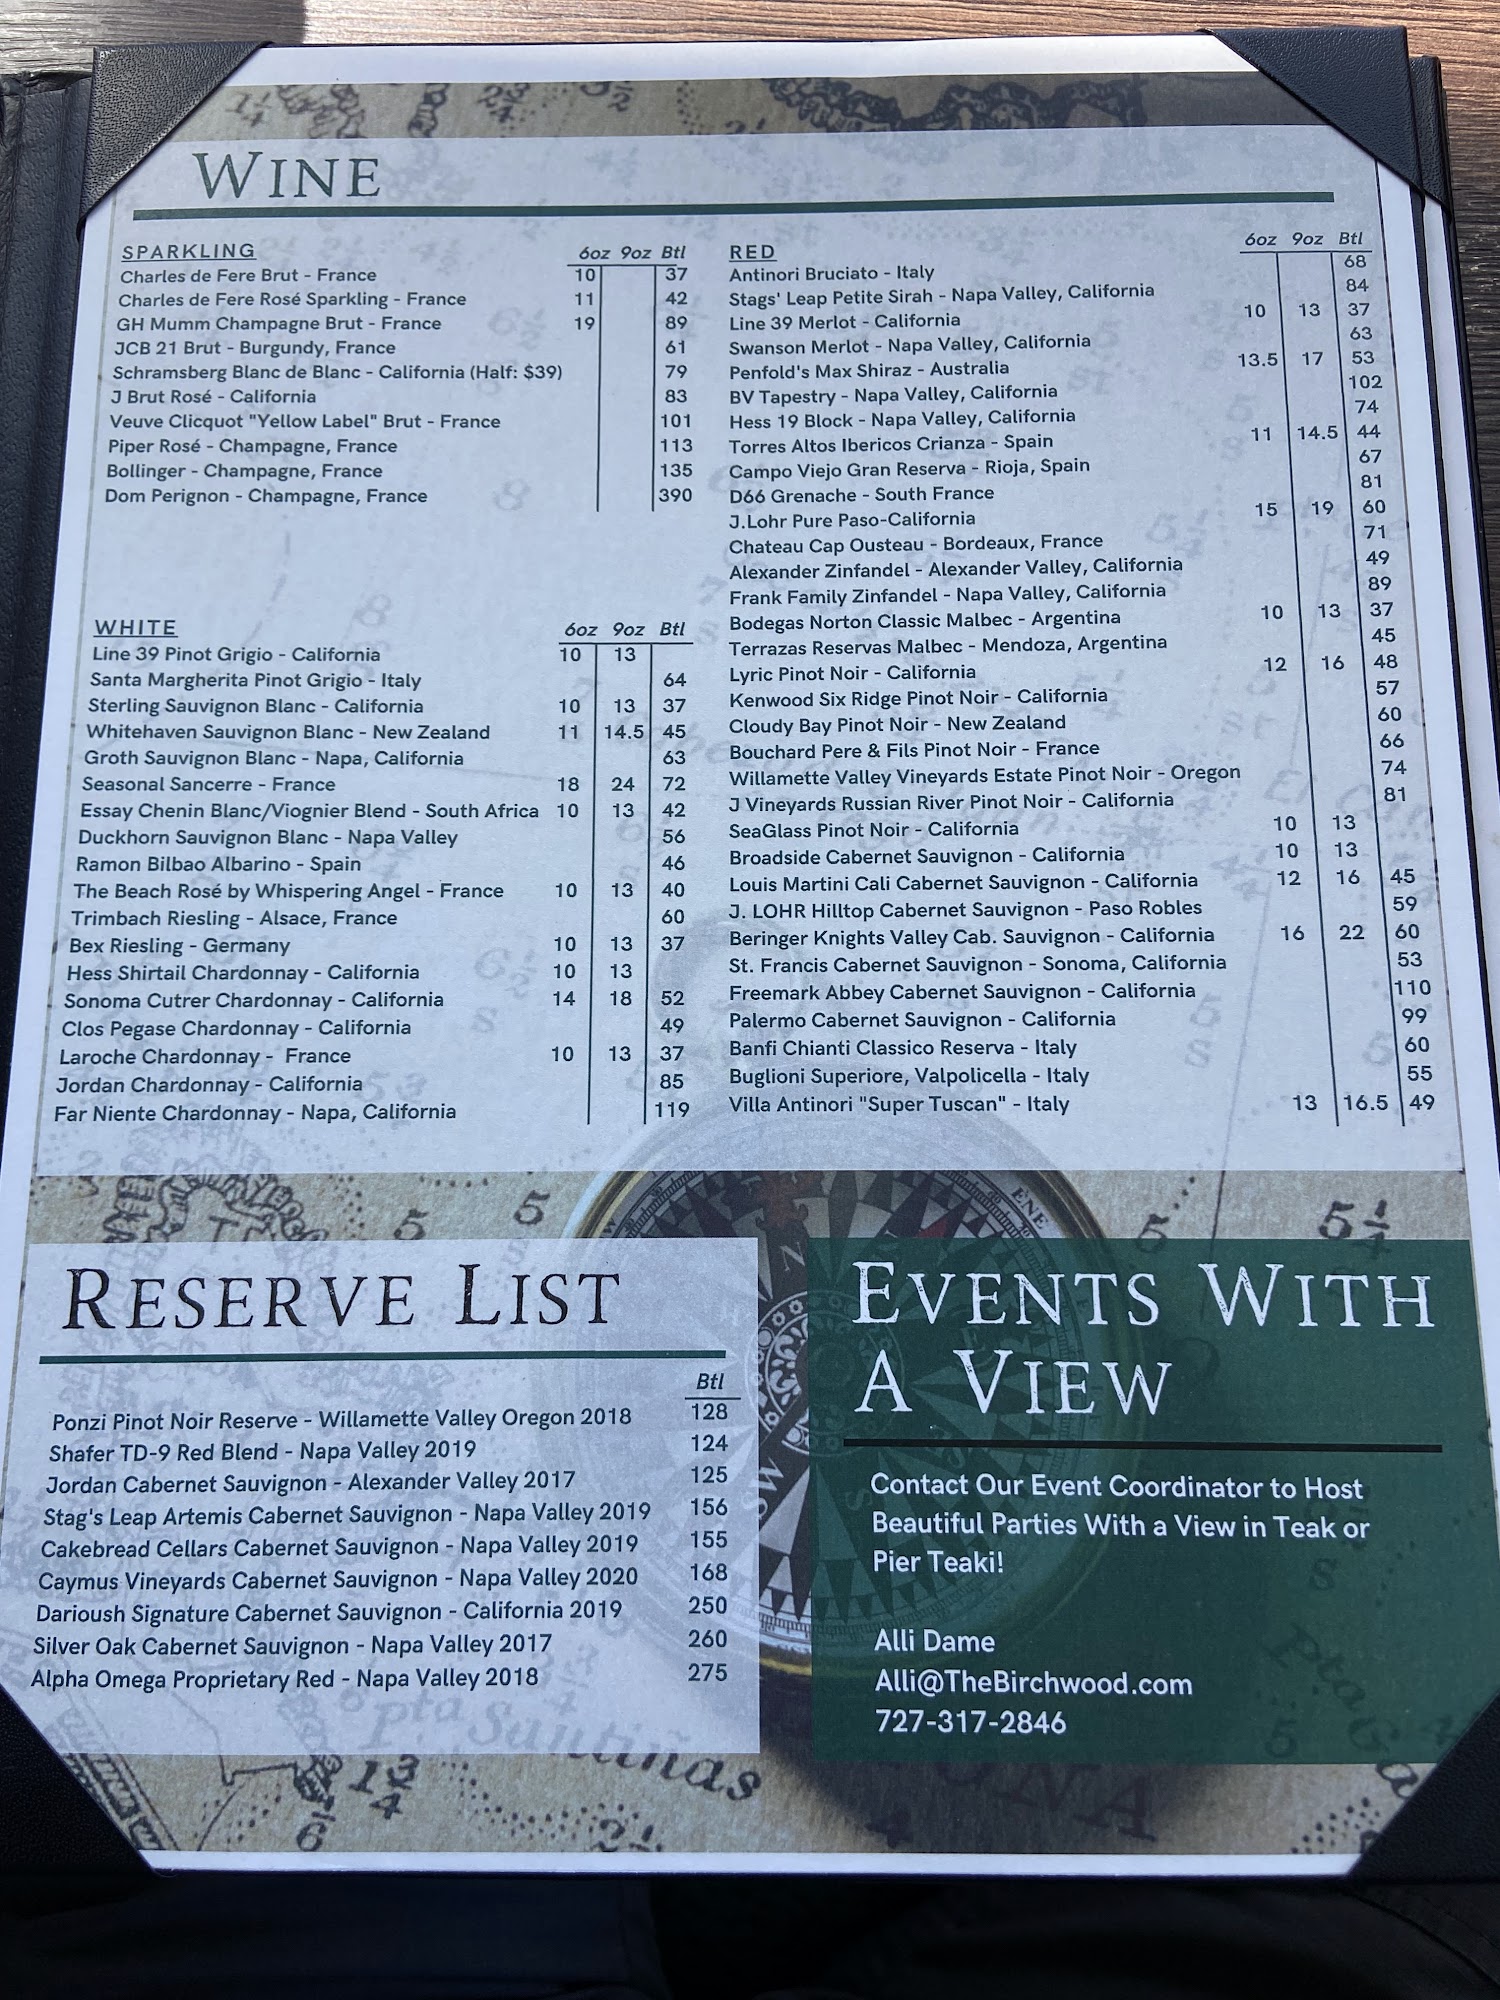 WINE
SPARKLING 6oz 9oz Btl
Charles de Fere Brut - France 10 37
Charles de Fere Rosé Sparkling - France 11 42
GH Mumm Champagne Brut - France 19 89
JCB 21 Brut - Burgundy, France 61
Schramsberg Blanc de Blanc - California (Half: $39) 79
J Brut Rosé - California 83
Veuve Clicquot "Yellow Label" Brut - France 101
Piper Rosé - Champagne, France 113
Bollinger - Champagne, France 135
Dom Perignon - Champagne, France 390
WHITE 6oz 9oz Btl
Line 39 Pinot Grigio - California 10 13
Santa Margherita Pinot Grigio - Italy 64
Sterling Sauvignon Blanc - California 10 13 37
Whitehaven Sauvignon Blanc - New Zealand 11 14.5 45
Groth Sauvignon Blanc - Napa, California 63
Seasonal Sancerre - France 18 24 72
Essay Chenin Blanc/Viognier Blend - South Africa 10 13 42
Duckhorn Sauvignon Blanc - Napa Valley 56
Ramon Bilbao Albarino - Spain 46
The Beach Rosé by Whispering Angel - France 10 13 40
Trimbach Riesling - Alsace, France 60
Bex Riesling - Germany 10 13 37
Hess Shirtail Chardonnay - California 10 13
Sonoma Cutrer Chardonnay - California 14 18 52
Clos Pegase Chardonnay - California 49
Laroche Chardonnay - France 10 13 37
Jordan Chardonnay - California 85
Far Niente Chardonnay - Napa, California 119
RED 6oz 9oz Btl
Antinori Bruciato - Italy 68
Stags' Leap Petite Sirah - Napa Valley, California 84
Line 39 Merlot - California 10 13 37
Swanson Merlot - Napa Valley, California 63
Penfold's Max Shiraz - Australia 13.5 17 53
BV Tapestry - Napa Valley, California 102
Hess 19 Block - Napa Valley, California 74
Torres Altos Ibericos Crianza - Spain 11 14.5 44
Campo Viejo Gran Reserva - Rioja, Spain 67
D66 Grenache - South France 81
J.Lohr Pure Paso-California 15 19 60
Chateau Cap Ousteau - Bordeaux, France 71
Alexander Zinfandel - Alexander Valley, California 49
Frank Family Zinfandel - Napa Valley, California 89
Bodegas Norton Classic Malbec - Argentina 10 13 37
Terrazas Reservas Malbec - Mendoza, Argentina 45
Lyric Pinot Noir - California 12 16 48
Kenwood Six Ridge Pinot Noir - California 57
Cloudy Bay Pinot Noir - New Zealand 60
Bouchard Pere & Fils Pinot Noir - France 66
Willamette Valley Vineyards Estate Pinot Noir - Oregon 74
J Vineyards Russian River Pinot Noir - California 81
SeaGlass Pinot Noir - California 10 13
Broadside Cabernet Sauvignon - California 10 13
Louis Martini Cali Cabernet Sauvignon - California 12 16 45
J. LOHR Hilltop Cabernet Sauvignon - Paso Robles 59
Beringer Knights Valley Cab. Sauvignon - California 16 22 60
St. Francis Cabernet Sauvignon - Sonoma, California 53
Freemark Abbey Cabernet Sauvignon - California 110
Palermo Cabernet Sauvignon - California 99
Banfi Chianti Classico Reserva - Italy 60
Buglioni Superiore, Valpolicella - Italy 55
Villa Antinori "Super Tuscan" - Italy 13 16.5 49
RESERVE LIST
Btl
Ponzi Pinot Noir Reserve - Willamette Valley Oregon 2018 128
Shafer TD-9 Red Blend - Napa Valley 2019 124
Jordan Cabernet Sauvignon - Alexander Valley 2017 125
Stag's Leap Artemis Cabernet Sauvignon - Napa Valley 2019 156
Cakebread Cellars Cabernet Sauvignon - Napa Valley 2019 155
Caymus Vineyards Cabernet Sauvignon - Napa Valley 2020 168
Darioush Signature Cabernet Sauvignon - California 2019 250
Silver Oak Cabernet Sauvignon - Napa Valley 2017 260
Alpha Omega Proprietary Red - Napa Valley 2018 275
EVENTS WITH
A VIEW
Contact Our Event Coordinator to Host
Beautiful Parties With a View in Teak or
Pier Teaki!
Alli Dame
Alli@TheBirchwood.com
727-317-2846